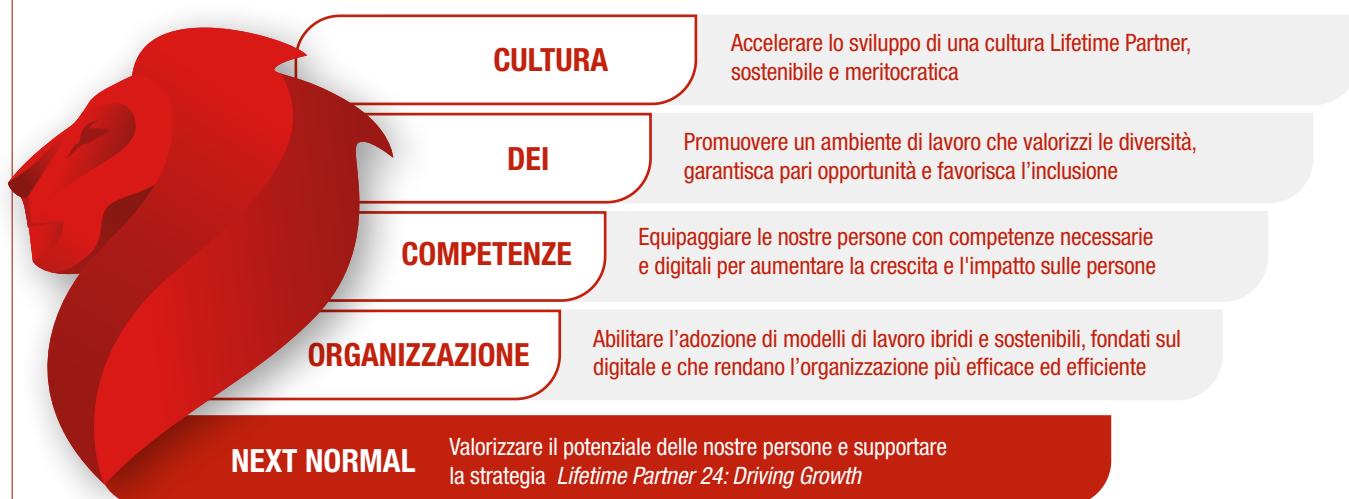 CULTURA
Accelerare lo sviluppo di una cultura Lifetime Partner,
sostenibile e meritocratica
DEI
Promuovere un ambiente di lavoro che valorizzi le diversità,
garantisca pari opportunità e favorisca l’inclusione
COMPETENZE
Equipaggiare le nostre persone con competenze necessarie
e digitali per aumentare la crescita e l'impatto sulle persone
ORGANIZZAZIONE
Abilitare l’adozione di modelli di lavoro ibridi e sostenibili, fondati sul
digitale e che rendano l’organizzazione più efficace ed efficiente
NEXT NORMAL
Valorizzare il potenziale delle nostre persone e supportare
la strategia Lifetime Partner 24: Driving Growth